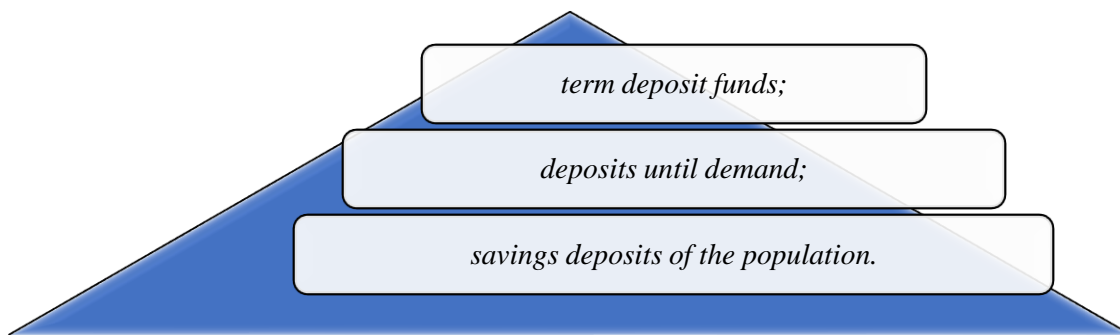 term deposit funds;
deposits until demand;
savings deposits of the population.